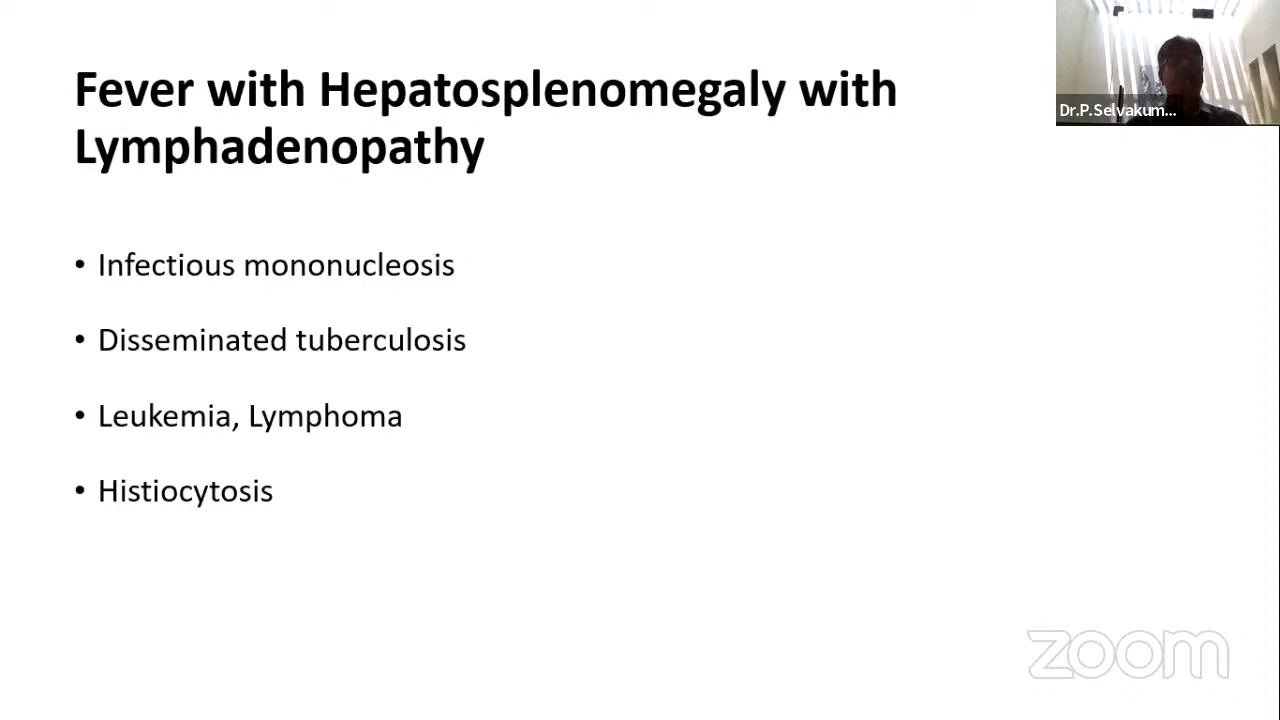 Fever with Hepatosplenomegaly with
Lymphadenopathy
Dr.P.Selvakum...
• Infectious mononucleosis
• Disseminated tuberculosis
• Leukemia, Lymphoma
• Histiocytosis
zoom